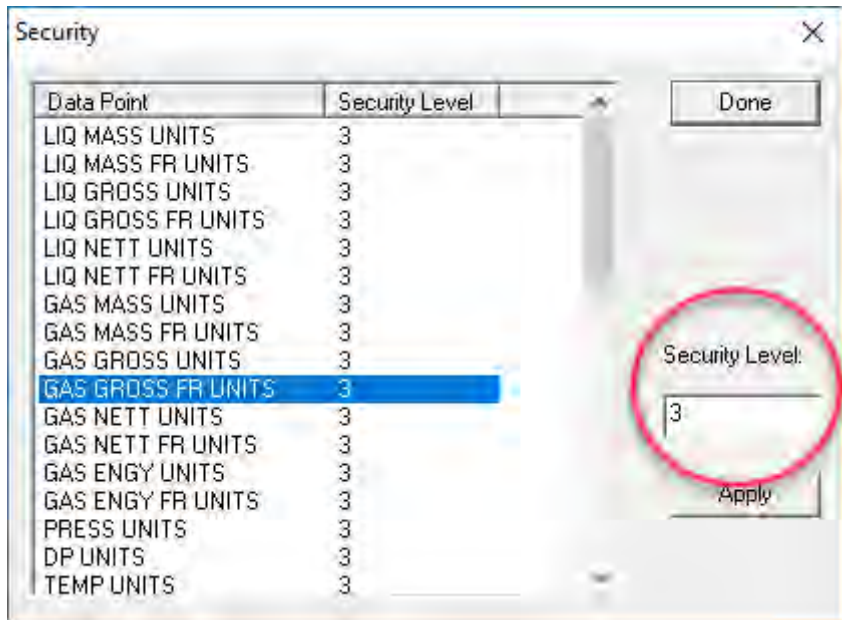 Security
Data Point Security Level
LIQ MASS UNITS 3
LIQ MASS FR UNITS 3
LIQ GROSS UNITS 3
LIQ GROSS FR UNITS 3
LIQ NETT UNITS 3
LIQ NETT FR UNITS 3
GAS MASS UNITS 3
GAS MASS FR UNITS 3
GAS GROSS UNITS 3
GAS GROSS FR UNITS 3
GAS NETT UNITS 3
GAS NETT FR UNITS 3
GAS ENGY UNITS 3
GAS ENGY FR UNITS 3
PRESS UNITS 3
DP UNITS 3
TEMP UNITS 3
Done
Security Level:
3
Apply